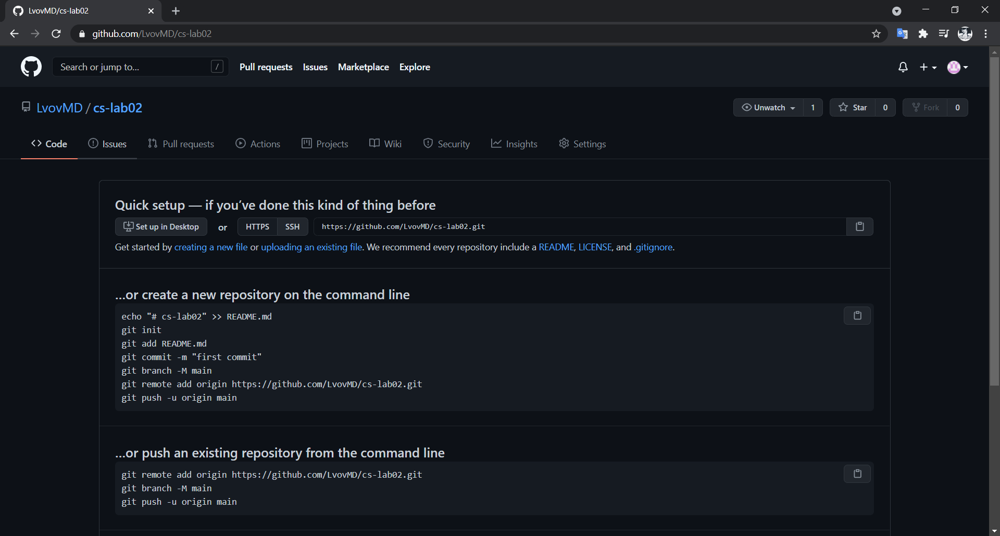 LvovMD/cs-lab02
github.com/LvovMD/cs-lab02
Search or jump to... /
Pull requests Issues Marketplace Explore
LvovMD / cs-lab02
Unwatch 1 Star 0 Fork 0
Code Issues Pull requests Actions Projects Wiki Security Insights Settings
Quick setup — if you’ve done this kind of thing before
Set up in Desktop or HTTPS SSH https://github.com/LvovMD/cs-lab02.git
Get started by creating a new file or uploading an existing file. We recommend every repository include a README, LICENSE, and .gitignore.
…or create a new repository on the command line
echo "# cs-lab02" >> README.md
git init
git add README.md
git commit -m "first commit"
git branch -M main
git remote add origin https://github.com/LvovMD/cs-lab02.git
git push -u origin main
…or push an existing repository from the command line
git remote add origin https://github.com/LvovMD/cs-lab02.git
git branch -M main
git push -u origin main